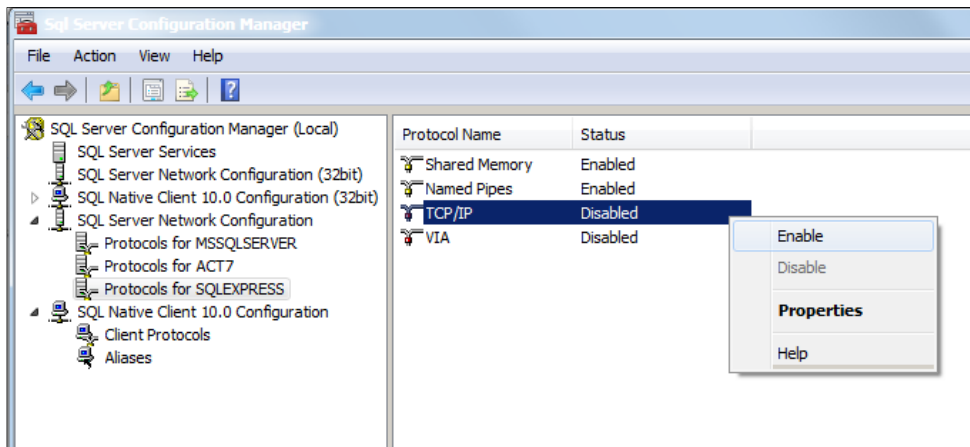 Sql Server Configuration Manager
File Action View Help
SQL Server Configuration Manager (Local)
SQL Server Services
SQL Server Network Configuration (32bit)
SQL Native Client 10.0 Configuration (32bit)
SQL Server Network Configuration
Protocols for MSSQLSERVER
Protocols for ACT7
Protocols for SQLEXPRESS
SQL Native Client 10.0 Configuration
Client Protocols
Aliases
Protocol Name Status
Shared Memory Enabled
Named Pipes Enabled
TCP/IP Disabled
VIA Disabled
Enable
Disable
Properties
Help